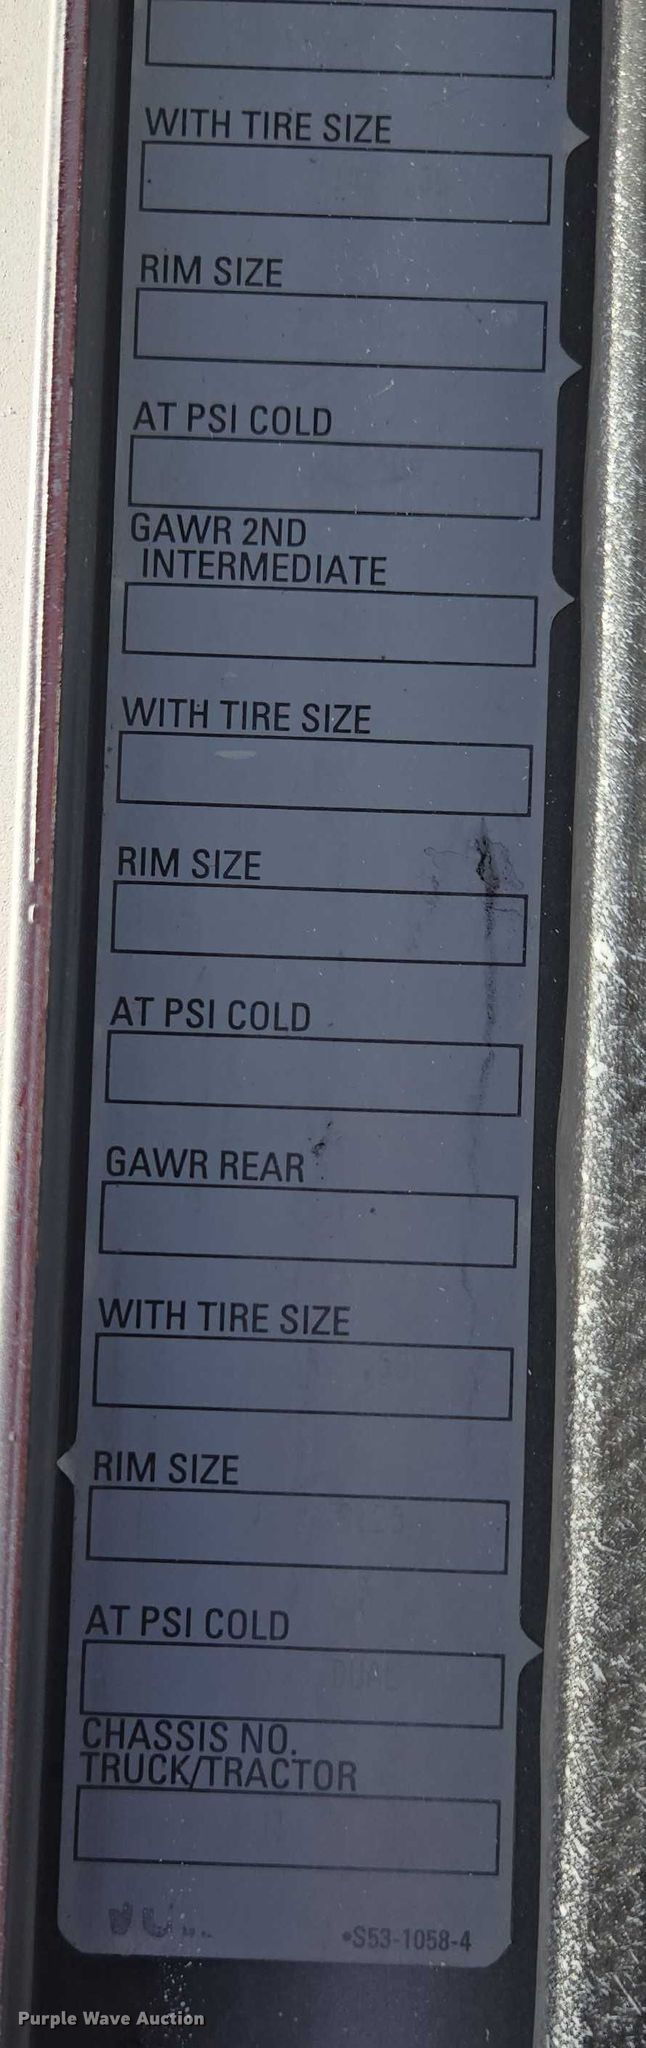 WITH TIRE SIZE
RIM SIZE
AT PSI COLD
GAWR 2ND
INTERMEDIATE
WITH TIRE SIZE
RIM SIZE
AT PSI COLD
GAWR REAR
WITH TIRE SIZE
RIM SIZE
AT PSI COLD
DUAL
CHASSIS NO.
TRUCK/TRACTOR
•S53-1058-4
Purple Wave Auction